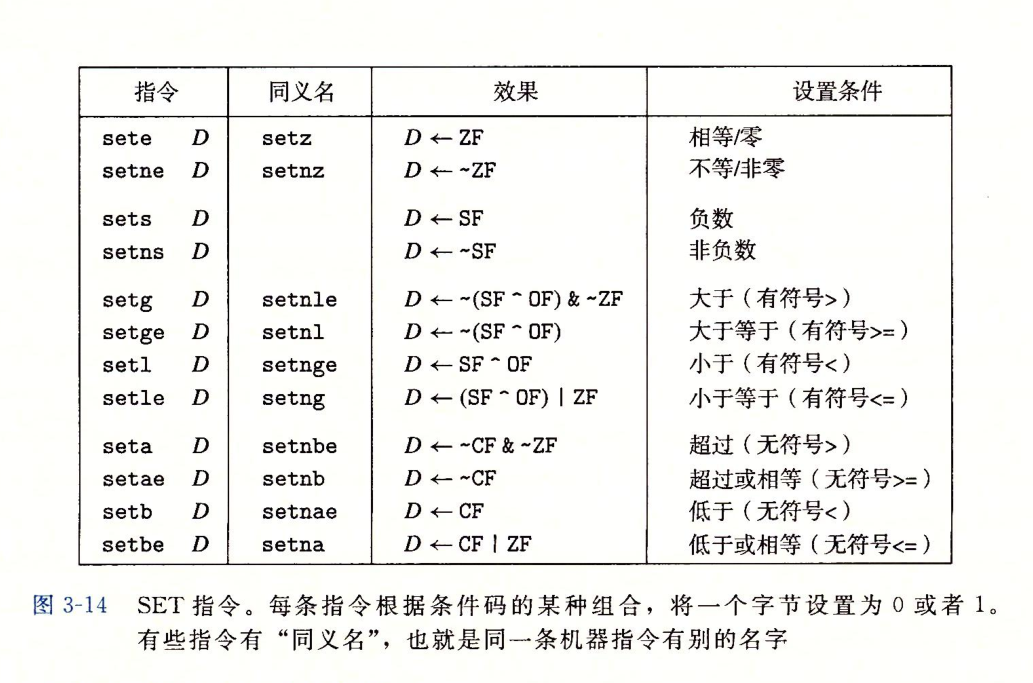 指令 同义名 效果 设置条件
sete D setz D ← ZF 相等/零
setne D setnz D ← ~ZF 不等/非零
sets D D ← SF 负数
setns D D ← ~SF 非负数
setg D setnle D ← ~(SF ^ OF) & ~ZF 大于（有符号>）
setge D setnl D ← ~(SF ^ OF) 大于等于（有符号>=）
setl D setnge D ← SF ^ OF 小于（有符号<）
setle D setng D ← (SF ^ OF) | ZF 小于等于（有符号<=）
seta D setnbe D ← ~CF & ~ZF 超过（无符号>）
setae D setnb D ← ~CF 超过或相等（无符号>=）
setb D setnae D ← CF 低于（无符号<）
setbe D setna D ← CF | ZF 低于或相等（无符号<=）
图 3-14 SET 指令。每条指令根据条件码的某种组合，将一个字节设置为 0 或者 1。
有些指令有“同义名”，也就是同一条机器指令有别的名字